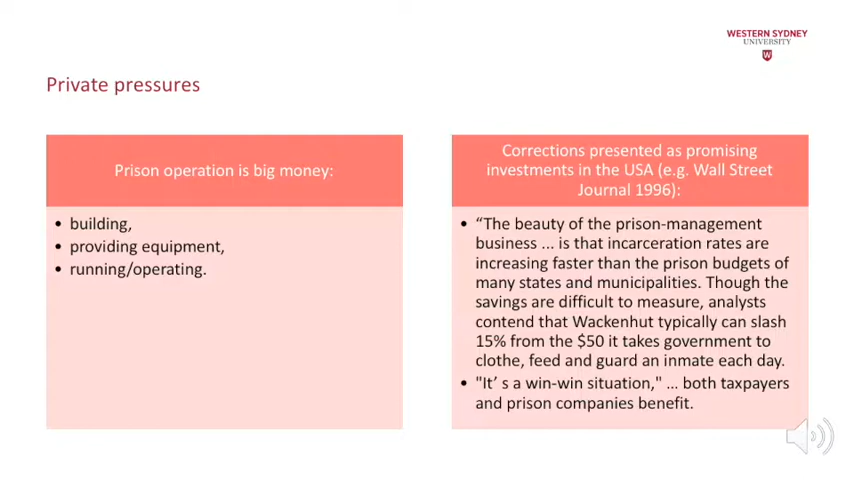 WESTERN SYDNEY
UNIVERSITY
W
Private pressures
Prison operation is big money:
• building,
• providing equipment,
• running/operating.
Corrections presented as promising
investments in the USA (e.g. Wall Street
Journal 1996):
• “The beauty of the prison-management
business ... is that incarceration rates are
increasing faster than the prison budgets of
many states and municipalities. Though the
savings are difficult to measure, analysts
contend that Wackenhut typically can slash
15% from the $50 it takes government to
clothe, feed and guard an inmate each day.
• "It’ s a win-win situation," … both taxpayers
and prison companies benefit.